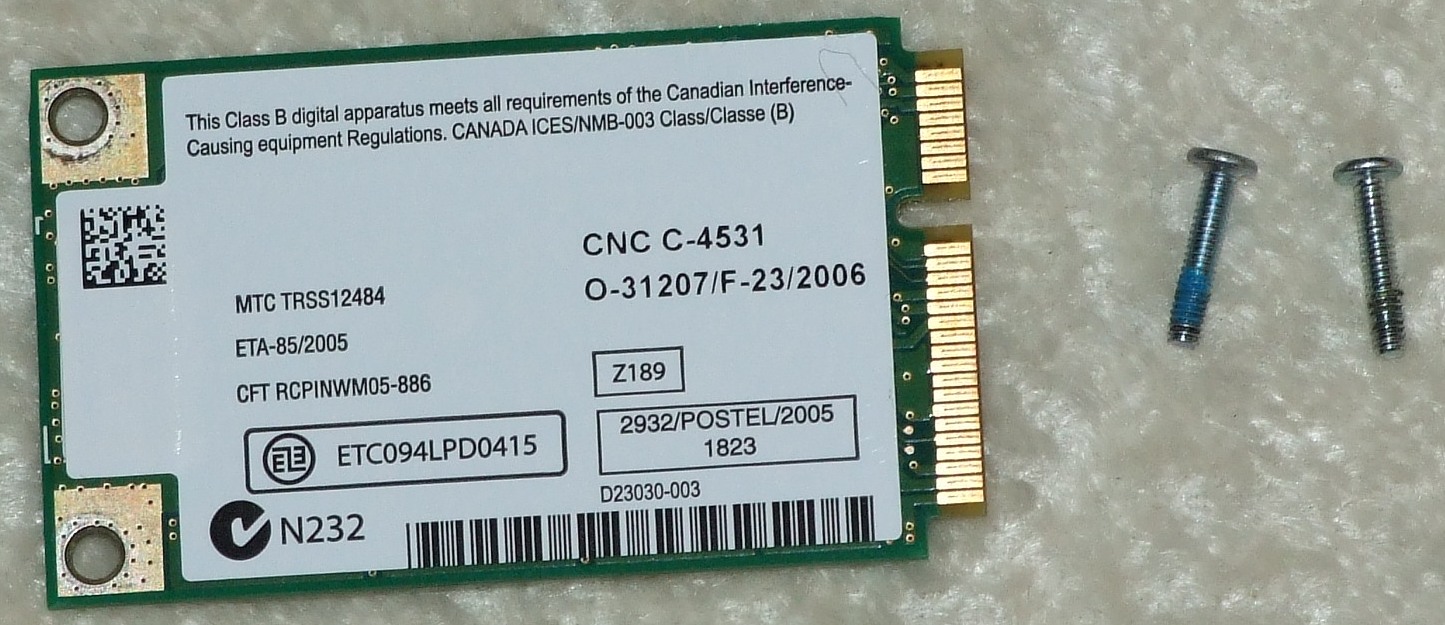 This Class B digital apparatus meets all requirements of the Canadian Interference-
Causing equipment Regulations. CANADA ICES/NMB-003 Class/Classe (B)
CNC C-4531
O-31207/F-23/2006
MTC TRSS12484
ETA-85/2005
CFT RCPINWM05-886
Z189
ETC094LPD0415
2932/POSTEL/2005
1823
D23030-003
N232